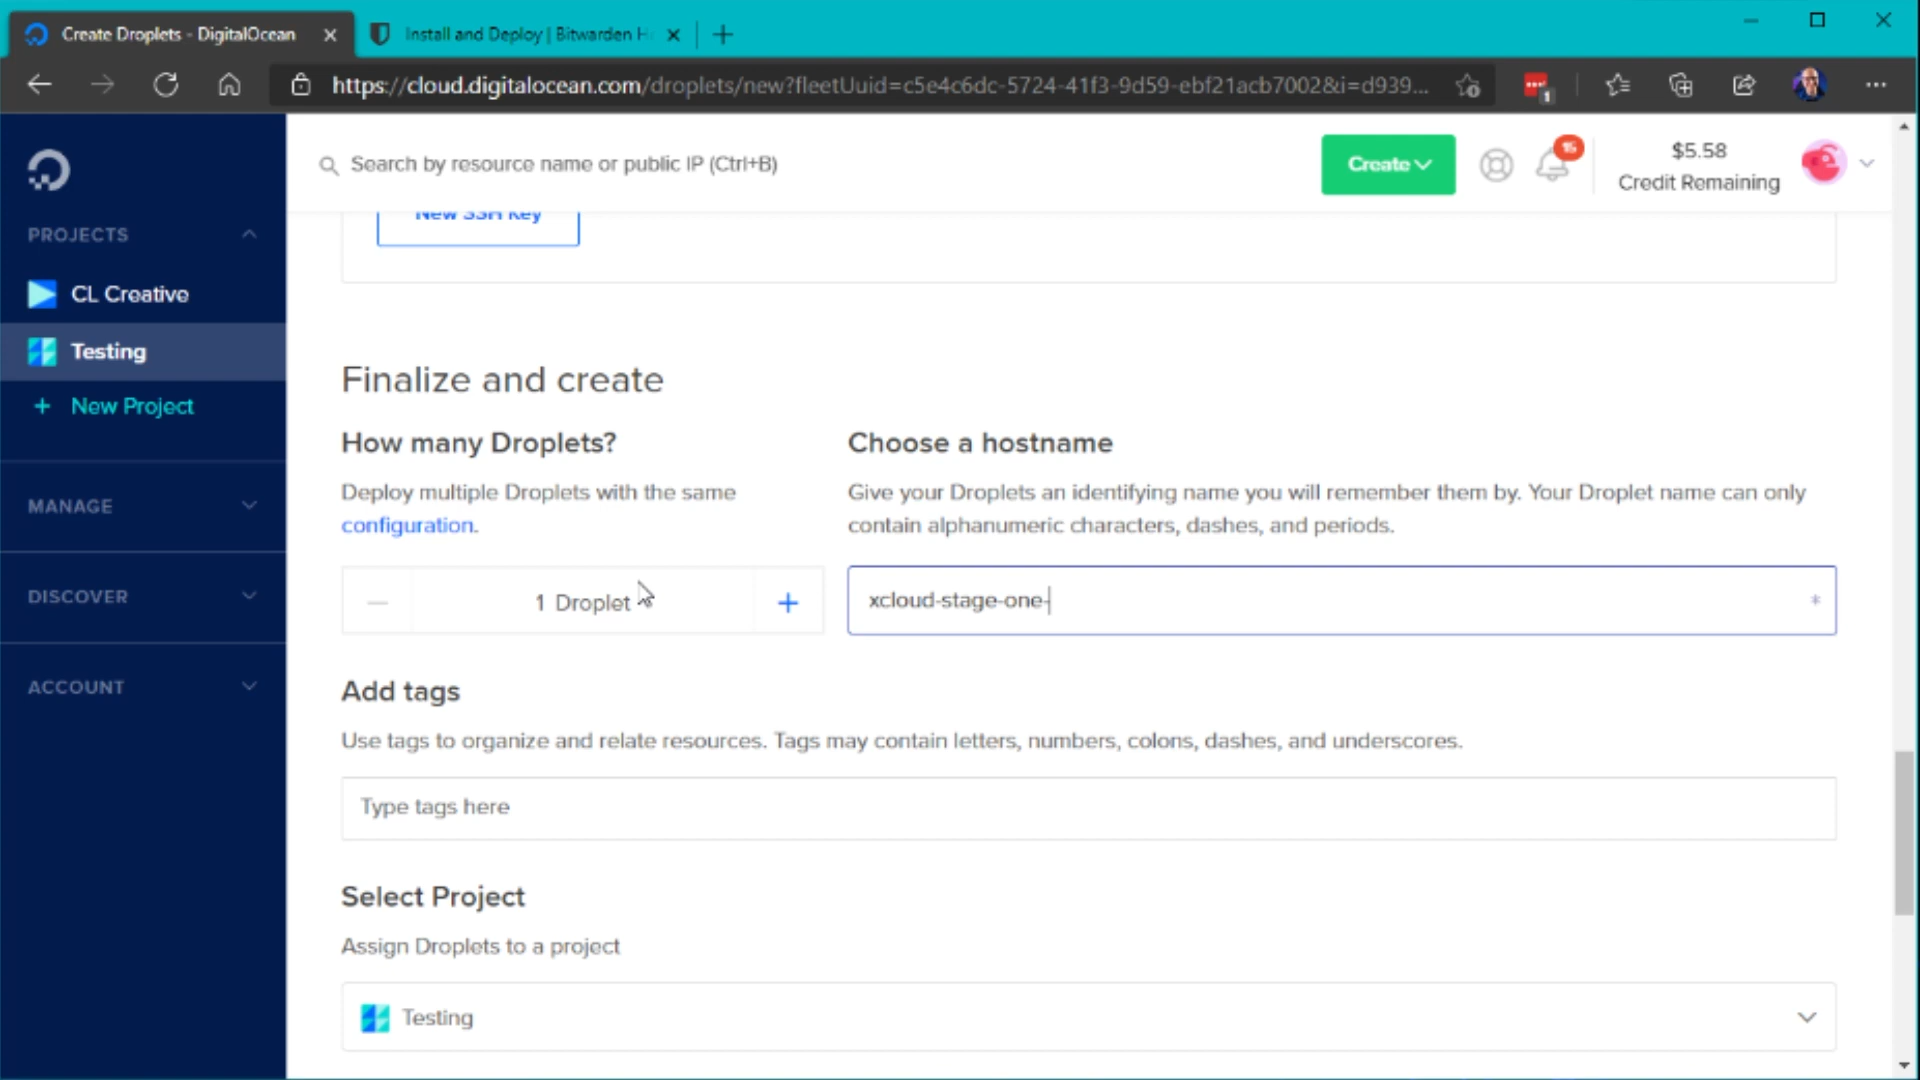 Create Droplets - DigitalOcean
Install and Deploy | Bitwarden H
https://cloud.digitalocean.com/droplets/new?fleetUuid=c5e4c6dc-5724-41f3-9d59-ebf21acb7002&i=d939...
1
Search by resource name or public IP (Ctrl+B)
Create
15
$5.58
Credit Remaining
PROJECTS
CL Creative
Testing
+ New Project
MANAGE
DISCOVER
ACCOUNT
New SSH Key
Finalize and create
How many Droplets?
Deploy multiple Droplets with the same
configuration.
1 Droplet
Choose a hostname
Give your Droplets an identifying name you will remember them by. Your Droplet name can only
contain alphanumeric characters, dashes, and periods.
xcloud-stage-one-
*
Add tags
Use tags to organize and relate resources. Tags may contain letters, numbers, colons, dashes, and underscores.
Type tags here
Select Project
Assign Droplets to a project
Testing